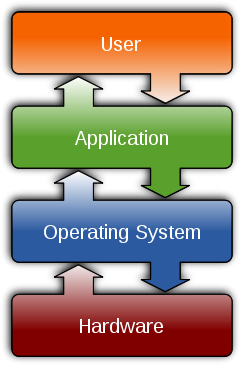 User
Application
Operating System
Hardware